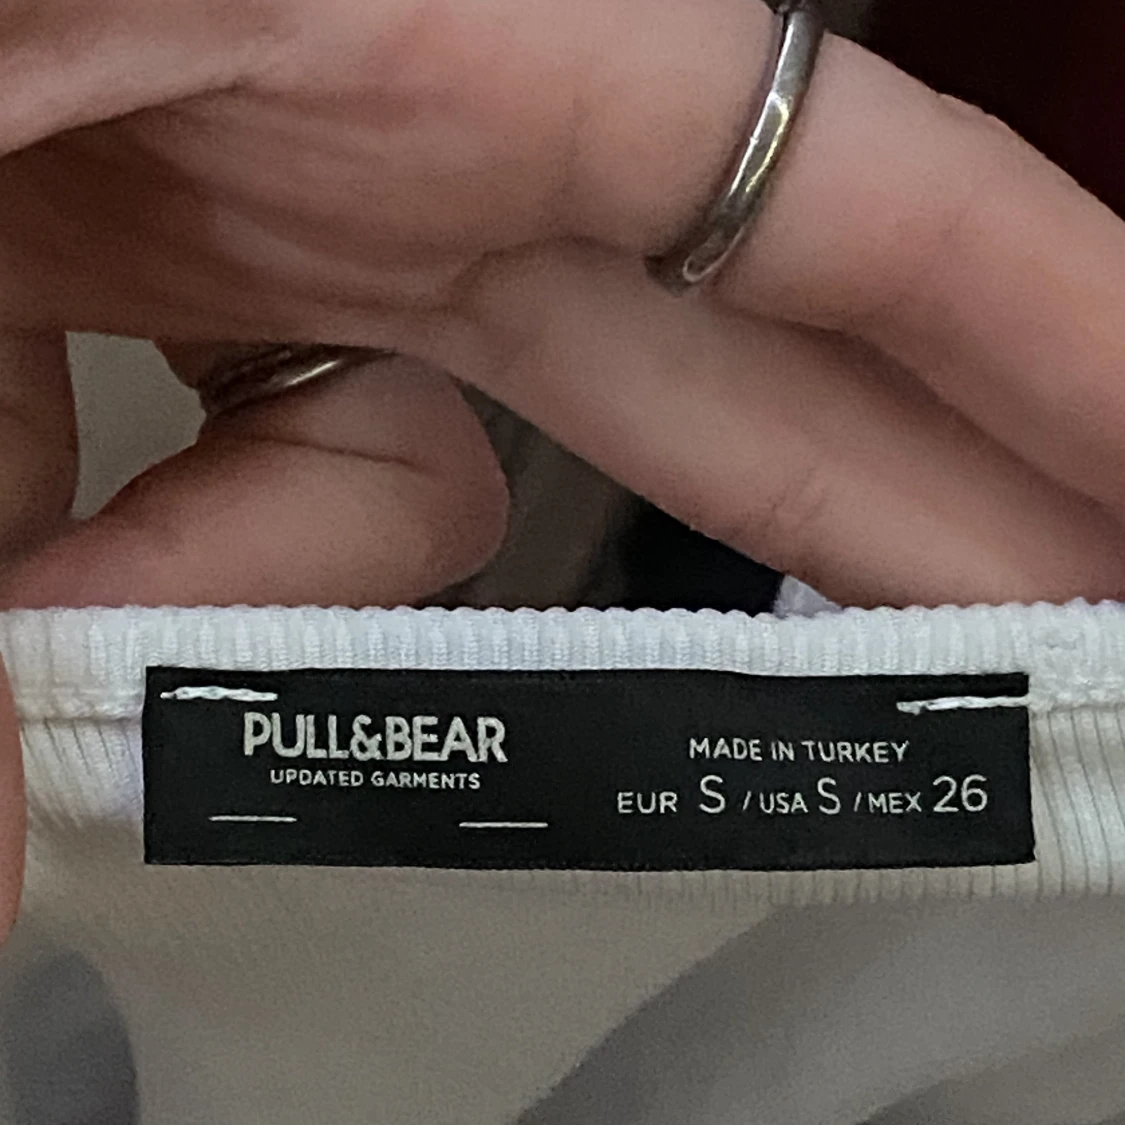 PULL&BEAR
UPDATED GARMENTS
MADE IN TURKEY
EUR S / USA S / MEX 26